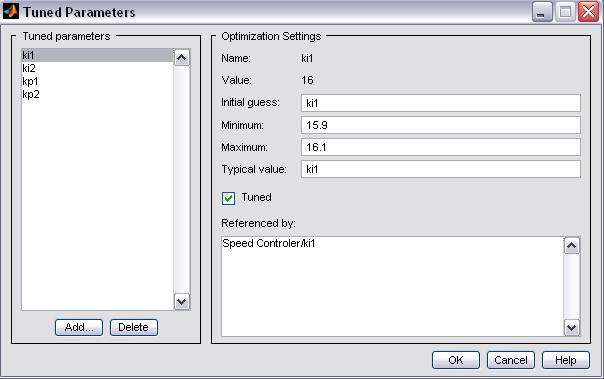 Tuned Parameters
Tuned parameters
ki1
ki2
kp1
kp2
Add...
Delete
Optimization Settings
Name: ki1
Value: 16
Initial guess: ki1
Minimum: 15.9
Maximum: 16.1
Typical value: ki1
Tuned
Referenced by:
Speed Controler/ki1
OK
Cancel
Help